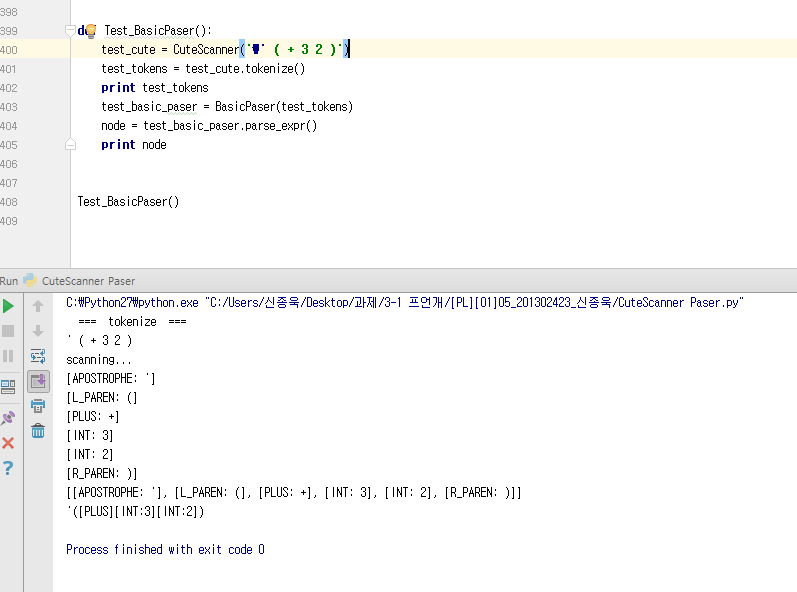 398
399 def Test_BasicPaser():
400 test_cute = CuteScanner('\' ( + 3 2 )')
401 test_tokens = test_cute.tokenize()
402 print test_tokens
403 test_basic_paser = BasicPaser(test_tokens)
404 node = test_basic_paser.parse_expr()
405 print node
406
407
408 Test_BasicPaser()
409
Run CuteScanner Paser
C:₩Python27₩python.exe "C:/Users/신종욱/Desktop/과제/3-1 프언개/[PL][01]05_201302423_신종욱/CuteScanner Paser.py"
=== tokenize ===
' ( + 3 2 )
scanning...
[APOSTROPHE: ']
[L_PAREN: (]
[PLUS: +]
[INT: 3]
[INT: 2]
[R_PAREN: )]
[[APOSTROPHE: '], [L_PAREN: (], [PLUS: +], [INT: 3], [INT: 2], [R_PAREN: )]]
'([PLUS][INT:3][INT:2])
Process finished with exit code 0